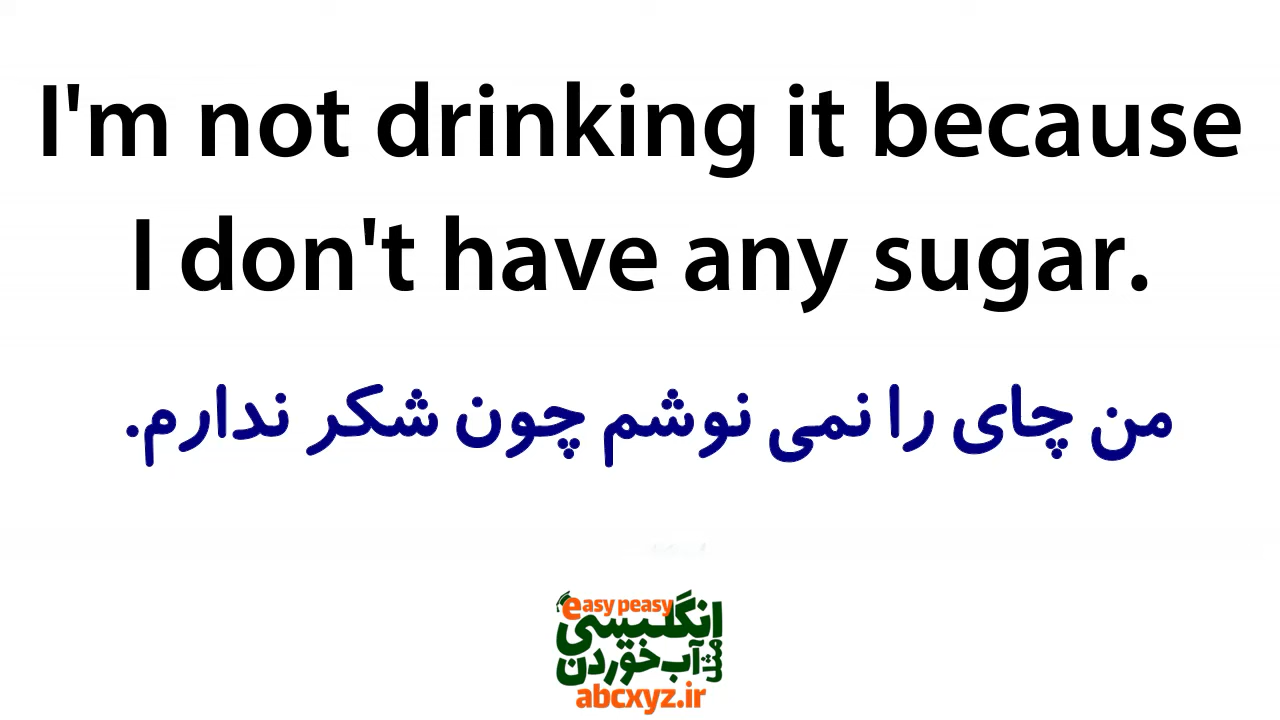 I'm not drinking it because
I don't have any sugar.
من چای را نمی نوشم چون شکر ندارم.
easy peasy
انگلیسی
مثل آب خوردن
abcxyz.ir